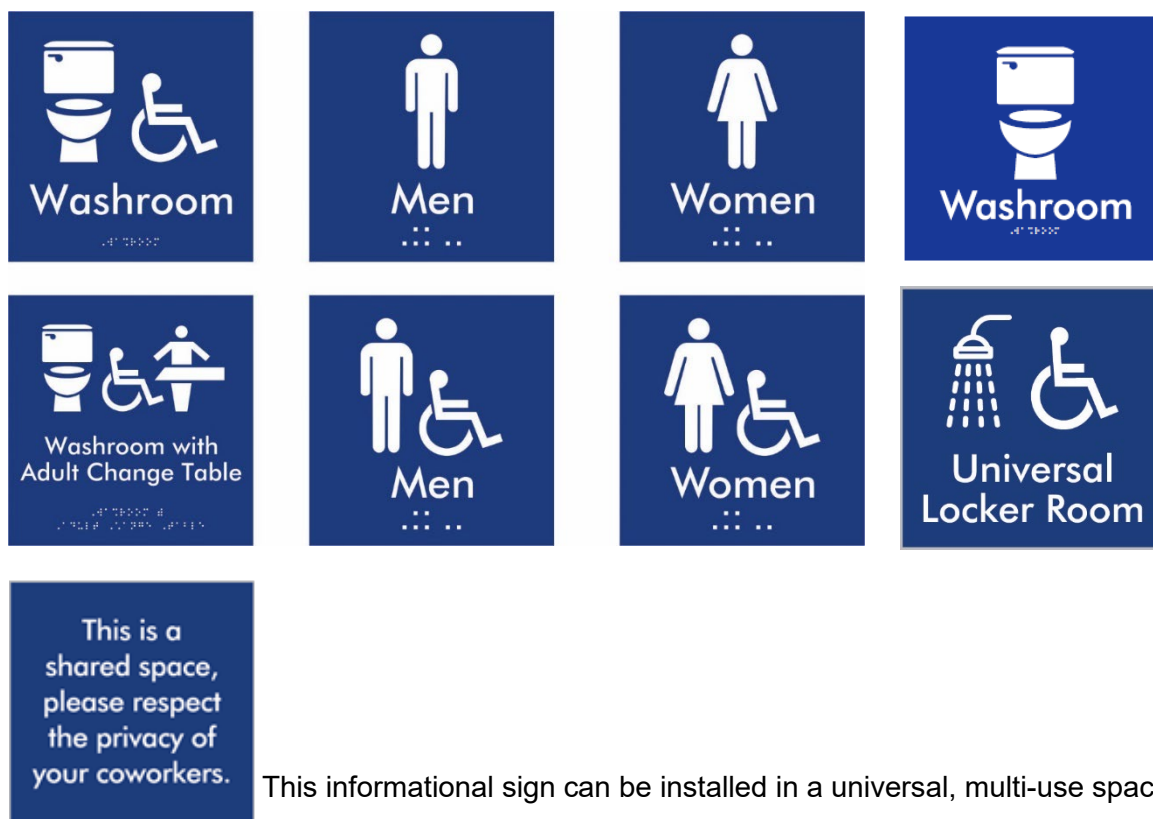 Washroom
Men
Women
Washroom
Washroom with
Adult Change Table
Men
Women
Universal
Locker Room
This is a
shared space,
please respect
the privacy of
your coworkers.
This informational sign can be installed in a universal, multi-use spac